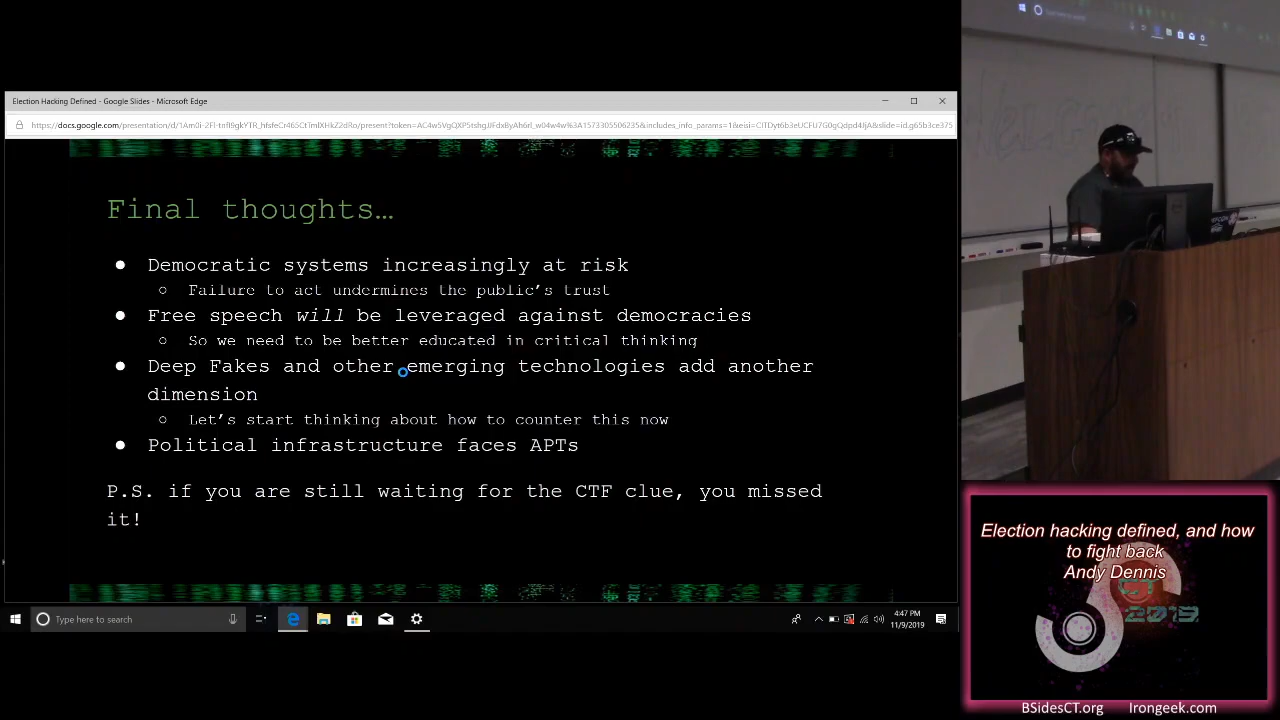 Election Hacking Defined - Google Slides - Microsoft Edge
Final thoughts…
● Democratic systems increasingly at risk
○ Failure to act undermines the public's trust
● Free speech will be leveraged against democracies
○ So we need to be better educated in critical thinking
● Deep Fakes and other emerging technologies add another
dimension
○ Let's start thinking about how to counter this now
● Political infrastructure faces APTs
P.S. if you are still waiting for the CTF clue, you missed
it!
Type here to search
4:47 PM
11/9/2019
Election hacking defined, and how
to fight back
Andy Dennis
CT
2019
BSidesCT.org Irongeek.com